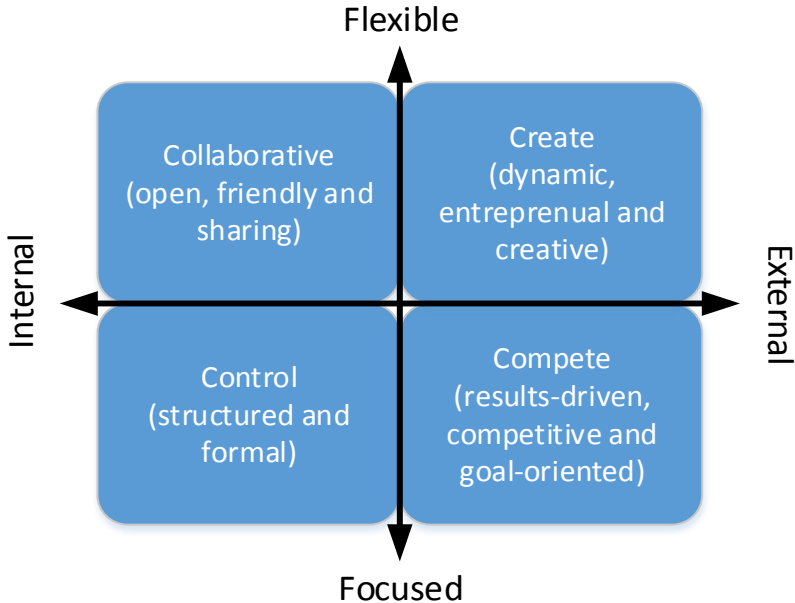 Flexible
Collaborative
(open, friendly and
sharing)
Create
(dynamic,
entreprenual and
creative)
Internal
External
Control
(structured and
formal)
Compete
(results-driven,
competitive and
goal-oriented)
Focused